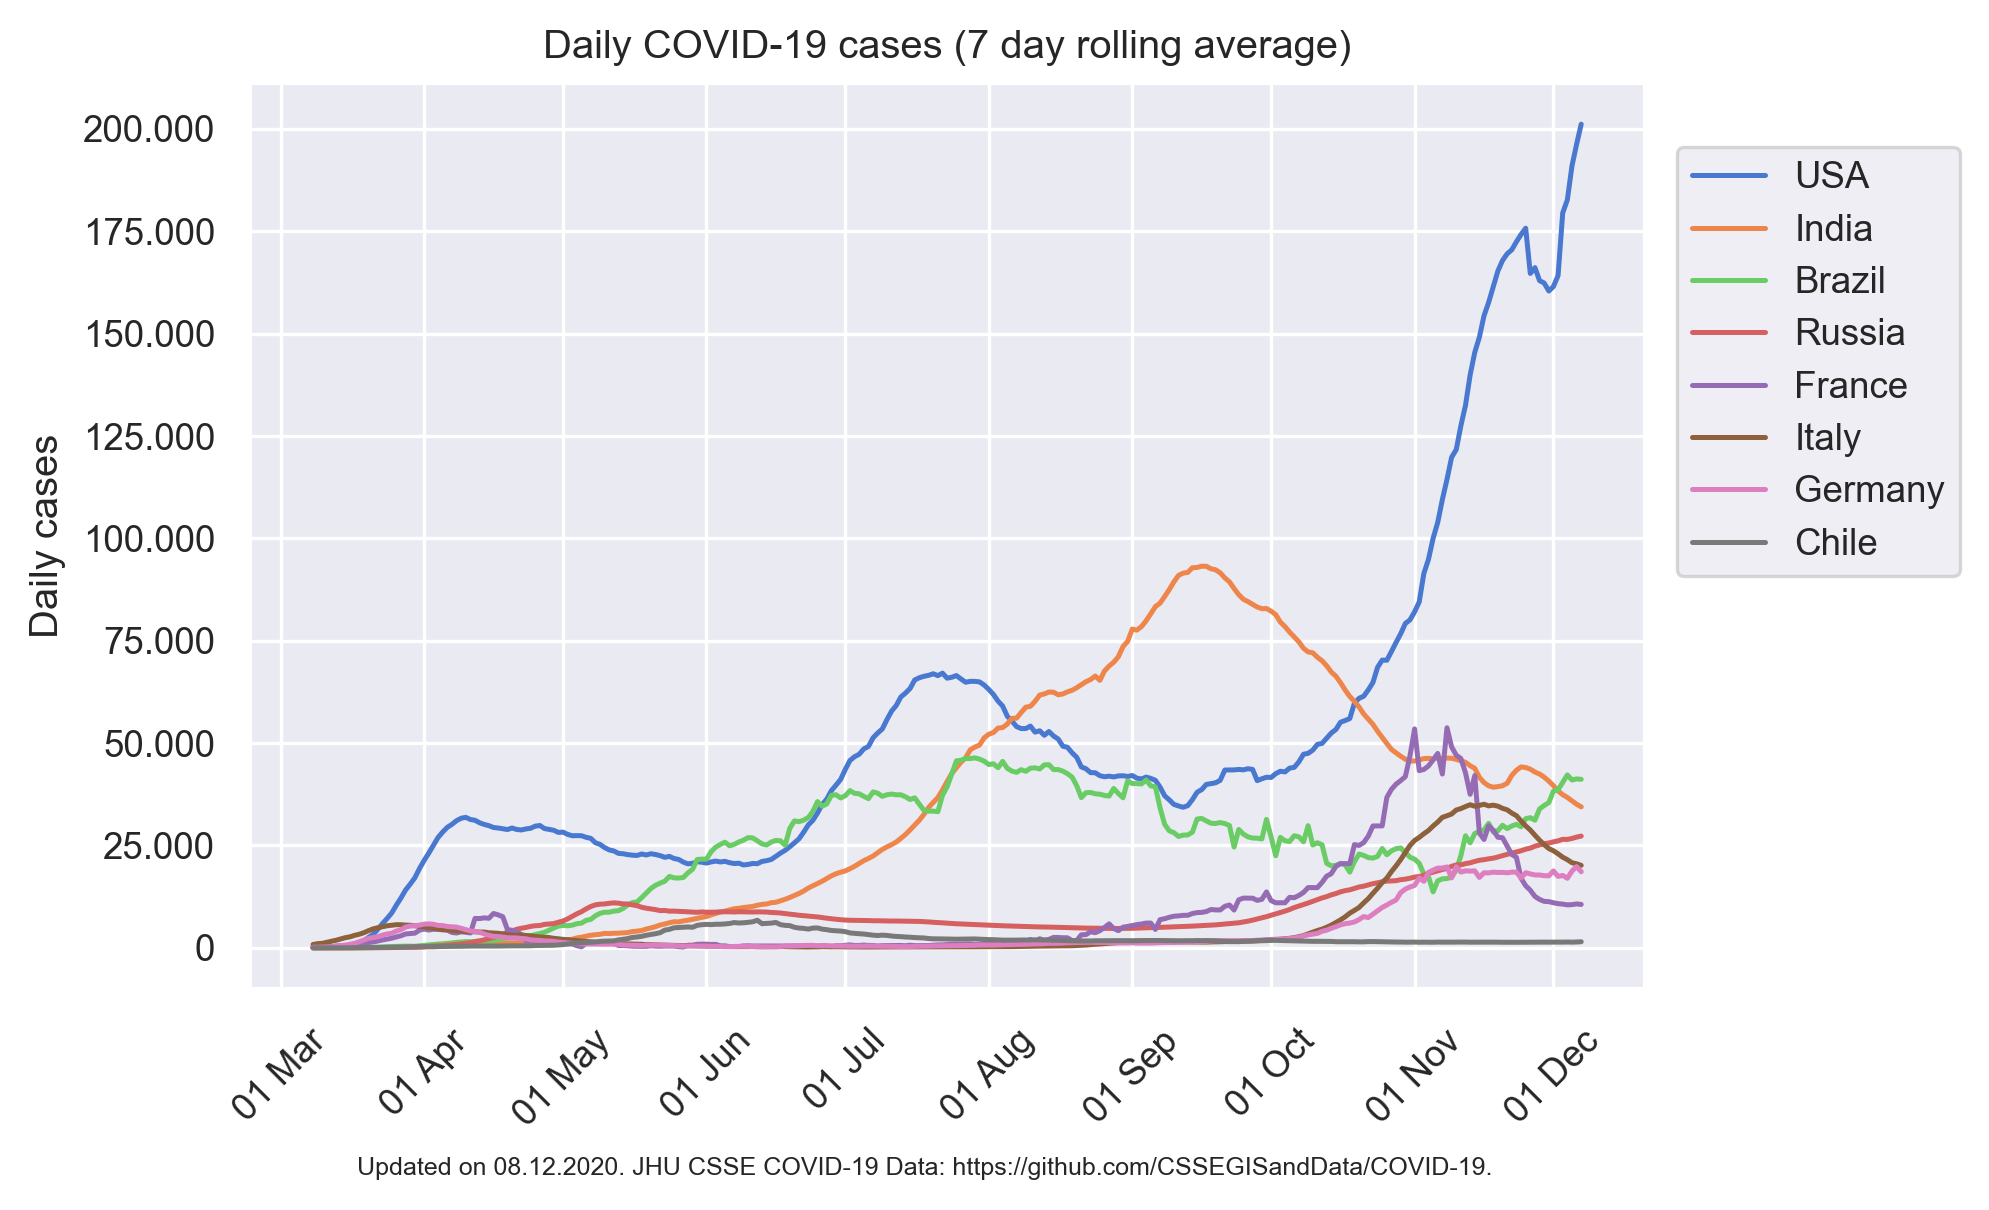 Daily COVID-19 cases (7 day rolling average)
200.000
175.000
150.000
125.000
100.000
75.000
50.000
25.000
0
Daily cases
01 Mar
01 Apr
01 May
01 Jun
01 Jul
01 Aug
01 Sep
01 Oct
01 Nov
01 Dec
USA
India
Brazil
Russia
France
Italy
Germany
Chile
Updated on 08.12.2020. JHU CSSE COVID-19 Data: https://github.com/CSSEGISandData/COVID-19.